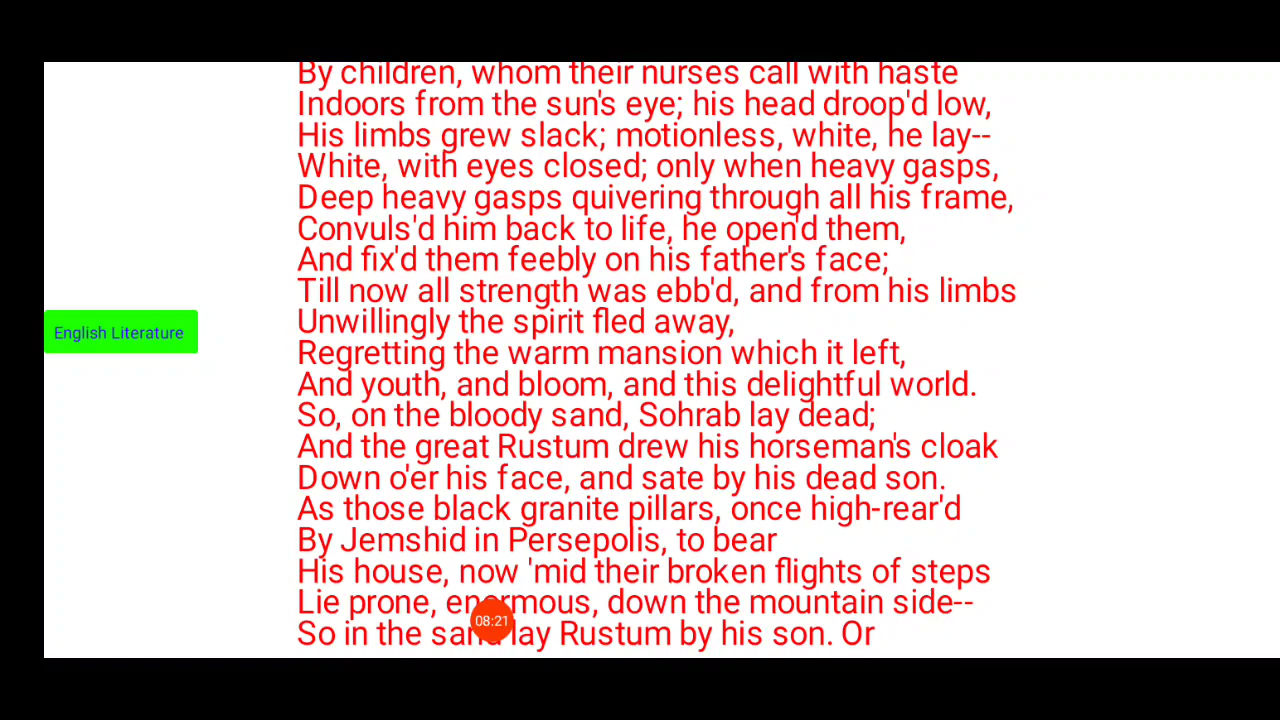 By children, whom their nurses call with haste
Indoors from the sun's eye; his head droop'd low,
His limbs grew slack; motionless, white, he lay--
White, with eyes closed; only when heavy gasps,
Deep heavy gasps quivering through all his frame,
Convuls'd him back to life, he open'd them,
And fix'd them feebly on his father's face;
Till now all strength was ebb'd, and from his limbs
Unwillingly the spirit fled away,
English Literature
Regretting the warm mansion which it left,
And youth, and bloom, and this delightful world.
So, on the bloody sand, Sohrab lay dead;
And the great Rustum drew his horseman's cloak
Down o'er his face, and sate by his dead son.
As those black granite pillars, once high-rear'd
By Jemshid in Persepolis, to bear
His house, now 'mid their broken flights of steps
Lie prone, enormous, down the mountain side--
08:21
So in the sand lay Rustum by his son. Or